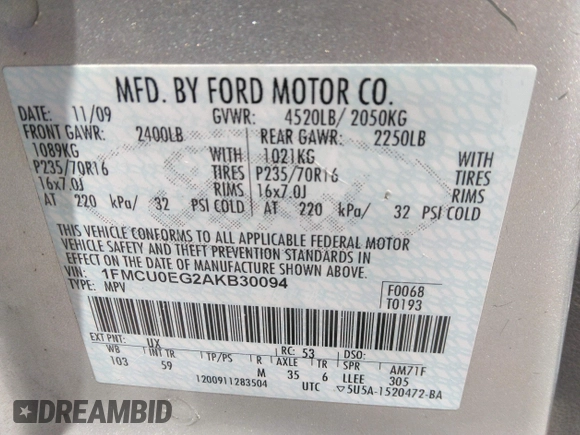 MFD. BY FORD MOTOR CO.
DATE: 11/09 GVWR: 4520LB/ 2050KG
FRONT GAWR: 2400LB REAR GAWR: 2250LB
1089KG WITH 1021KG WITH
P235/70R16 TIRES P235/70R16 TIRES
16x7.0J RIMS 16x7.0J RIMS
AT 220 kPa/ 32 PSI COLD AT 220 kPa/ 32 PSI COLD
THIS VEHICLE CONFORMS TO ALL APPLICABLE FEDERAL MOTOR
VEHICLE SAFETY AND THEFT PREVENTION STANDARDS IN
EFFECT ON THE DATE OF MANUFACTURE SHOWN ABOVE.
VIN: 1FMCU0EG2AKB30094 F0068
TYPE: MPV T0193
EXT PNT: UX RC: 53 DSO:
WB INT TR TP/PS R AXLE TR SPR AM71F
103 59 M 35 6 LLEE 305
1200911283504 UTC ▽5U5A-1520472-BA
DREAMBID